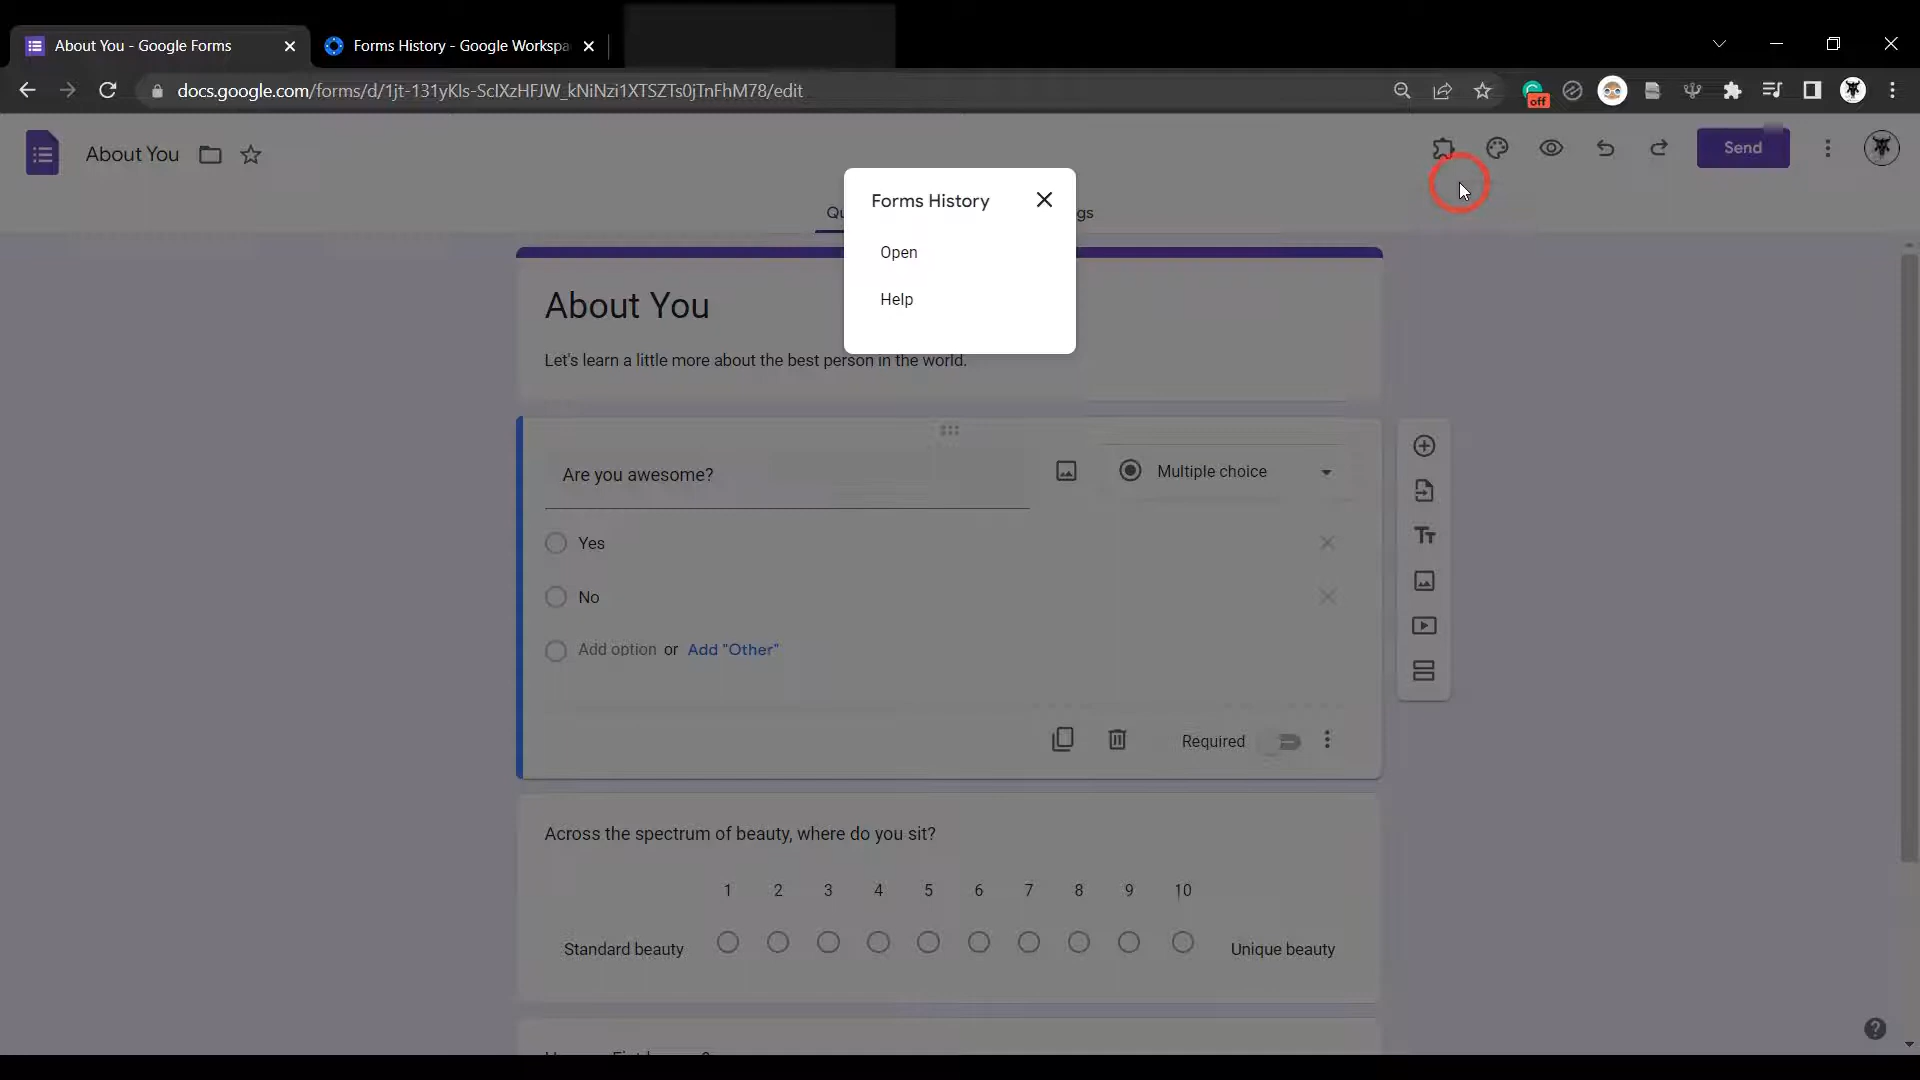 About You - Google Forms
Forms History - Google Workspa
docs.google.com/forms/d/1jt-131yKIs-ScIXzHFJW_kNiNzi1XTSZTs0jTnFhM78/edit
off
About You
Send
Forms History
Qu
gs
Open
Help
About You
Let's learn a little more about the best person in the world.
Are you awesome?
Multiple choice
Yes
No
Add option or Add "Other"
Required
Across the spectrum of beauty, where do you sit?
1 2 3 4 5 6 7 8 9 10
Standard beauty
Unique beauty